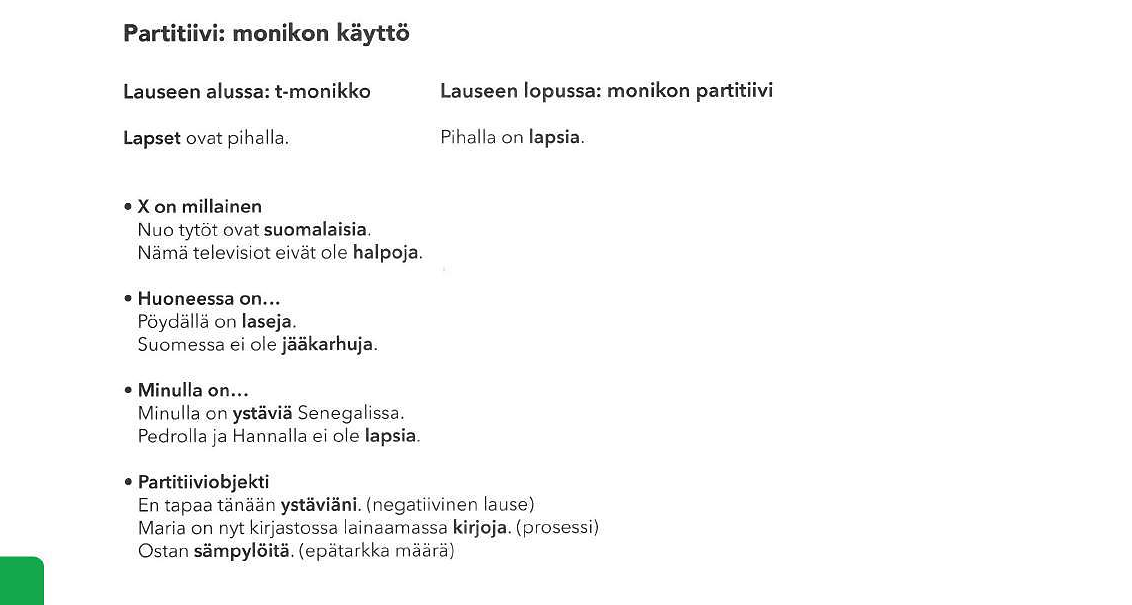 Partitiivi: monikon käyttö
Lauseen alussa: t-monikko
Lauseen lopussa: monikon partitiivi
Lapset ovat pihalla.
Pihalla on lapsia.
• X on millainen
Nuo tytöt ovat suomalaisia.
Nämä televisiot eivät ole halpoja.
• Huoneessa on...
Pöydällä on laseja.
Suomessa ei ole jääkarhuja.
• Minulla on...
Minulla on ystäviä Senegalissa.
Pedrolla ja Hannalla ei ole lapsia.
• Partitiiviobjekti
En tapaa tänään ystäviäni. (negatiivinen lause)
Maria on nyt kirjastossa lainaamassa kirjoja. (prosessi)
Ostan sämpylöitä. (epätarkka määrä)